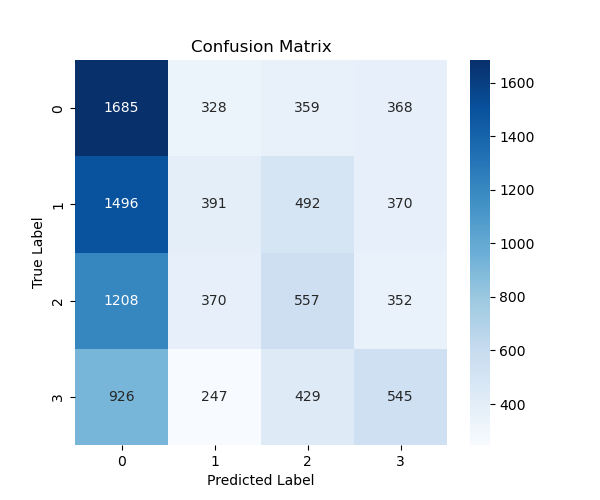 Confusion Matrix
True Label
0 1685 328 359 368
1 1496 391 492 370
2 1208 370 557 352
3 926 247 429 545
0 1 2 3
Predicted Label
1600
1400
1200
1000
800
600
400